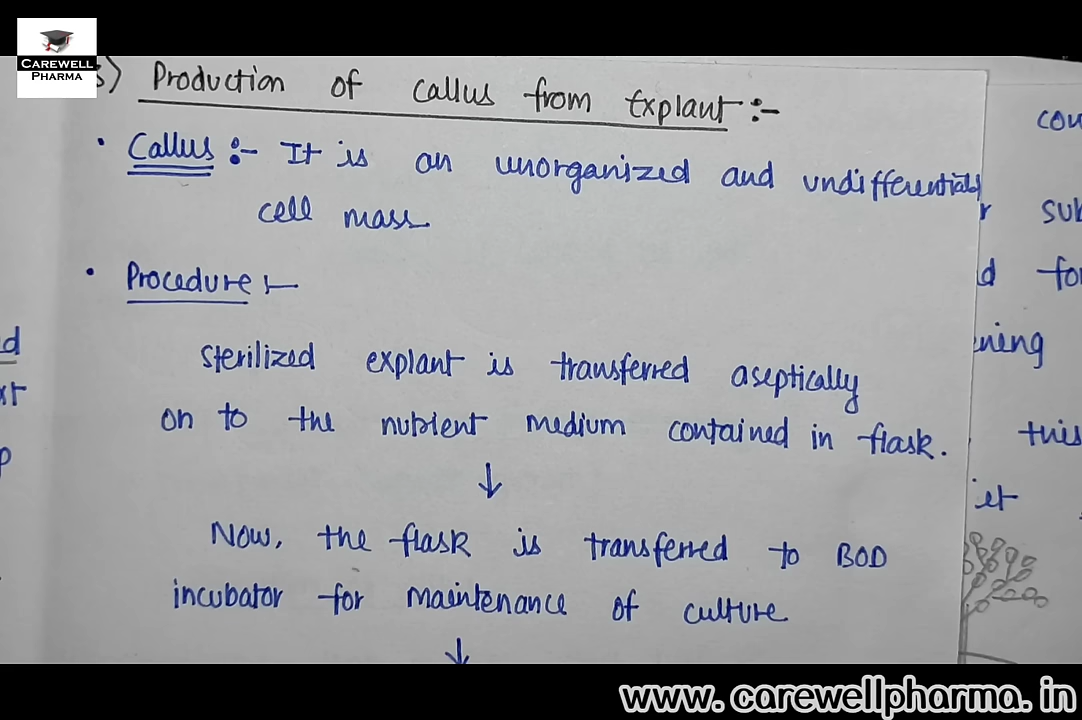 CAREWELL
PHARMA
) Production of callus from Explant :-
• Callus :- It is an unorganized and undifferential
cell mass
• Procedure :-
Sterilized explant is transferred aseptically
on to the nutrient medium contained in flask.
↓
Now, the flask is transferred to BOD
incubator for maintenance of culture
↓
www.carewellpharma.in